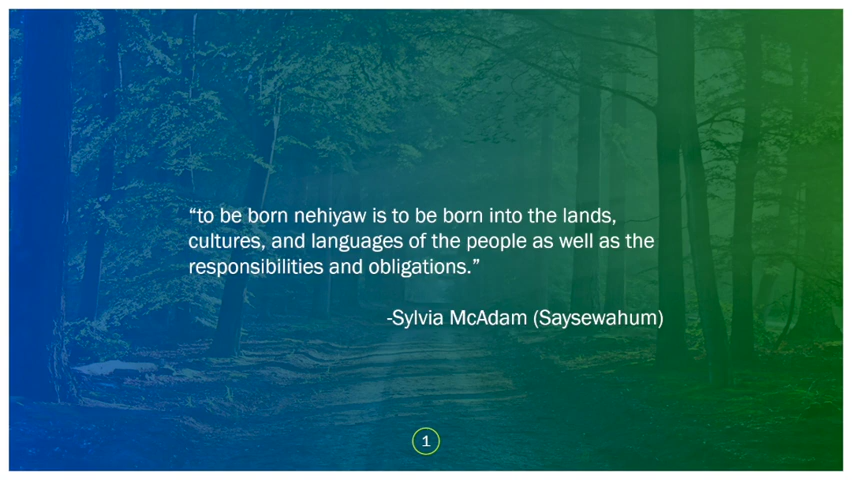 “to be born nehiyaw is to be born into the lands,
cultures, and languages of the people as well as the
responsibilities and obligations.”
-Sylvia McAdam (Saysewahum)
1